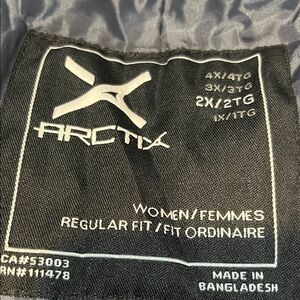 4X/4TG
3X/3TG
2X/2TG
1X/1TG
ARCTIX
WOMEN/FEMMES
REGULAR FIT/FIT ORDINAIRE
CA#53003
RN#111478
MADE IN
BANGLADESH